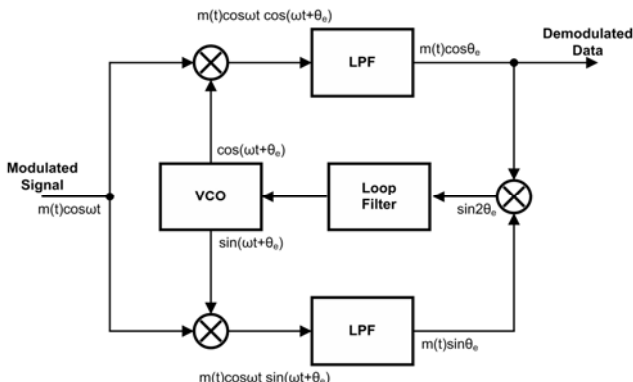 m(t)cosωt cos(ωt+θe)
LPF
m(t)cosθe
Demodulated
Data
cos(ωt+θe)
Modulated
Signal
m(t)cosωt
VCO
Loop
Filter
sin2θe
sin(ωt+θe)
LPF
m(t)sinθe
m(t)cosωt sin(ωt+θe)